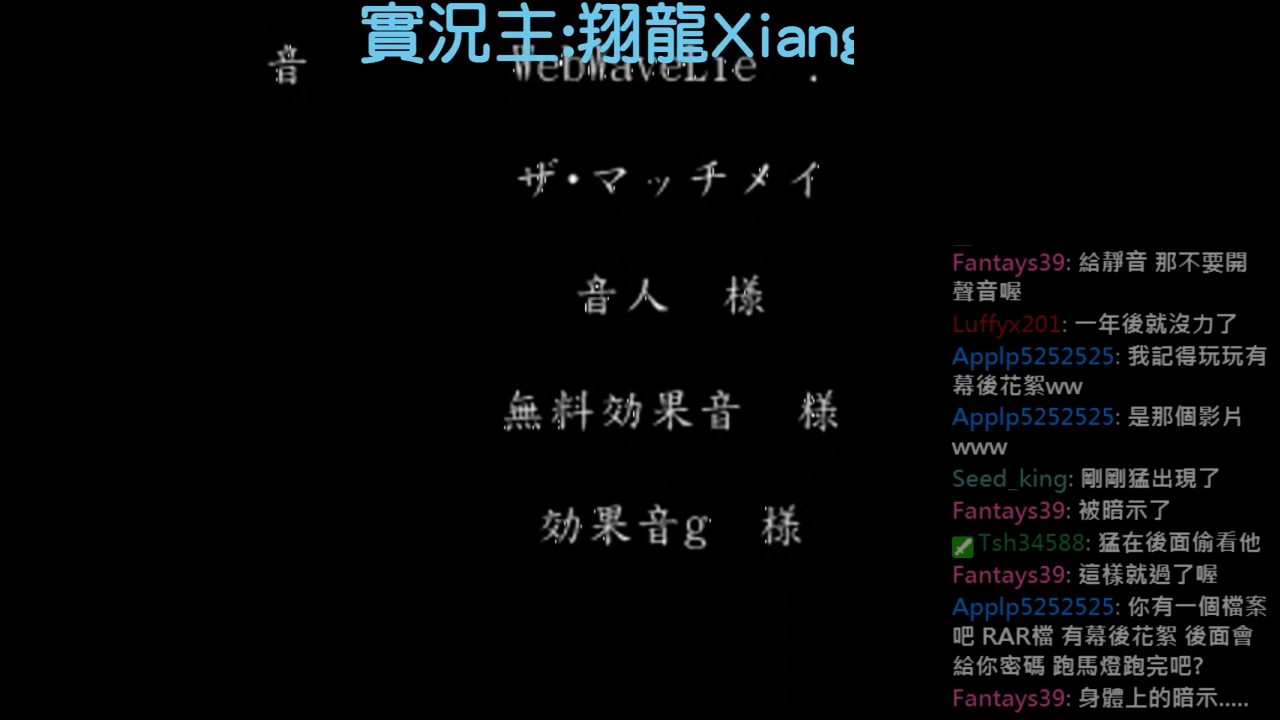 實況主:翔龍Xiang
音 WebWaveLie .
ザ・マッチメイ
音人 様
無料効果音 様
効果音g 様
Fantays39: 給靜音 那不要開
聲音喔
Luffyx201: 一年後就沒力了
Applp5252525: 我記得玩玩有
幕後花絮ww
Applp5252525: 是那個影片
www
Seed_king: 剛剛猛出現了
Fantays39: 被暗示了
Tsh34588: 猛在後面偷看他
Fantays39: 這樣就過了喔
Applp5252525: 你有一個檔案
吧 RAR檔 有幕後花絮 後面會
給你密碼 跑馬燈跑完吧?
Fantays39: 身體上的暗示.....